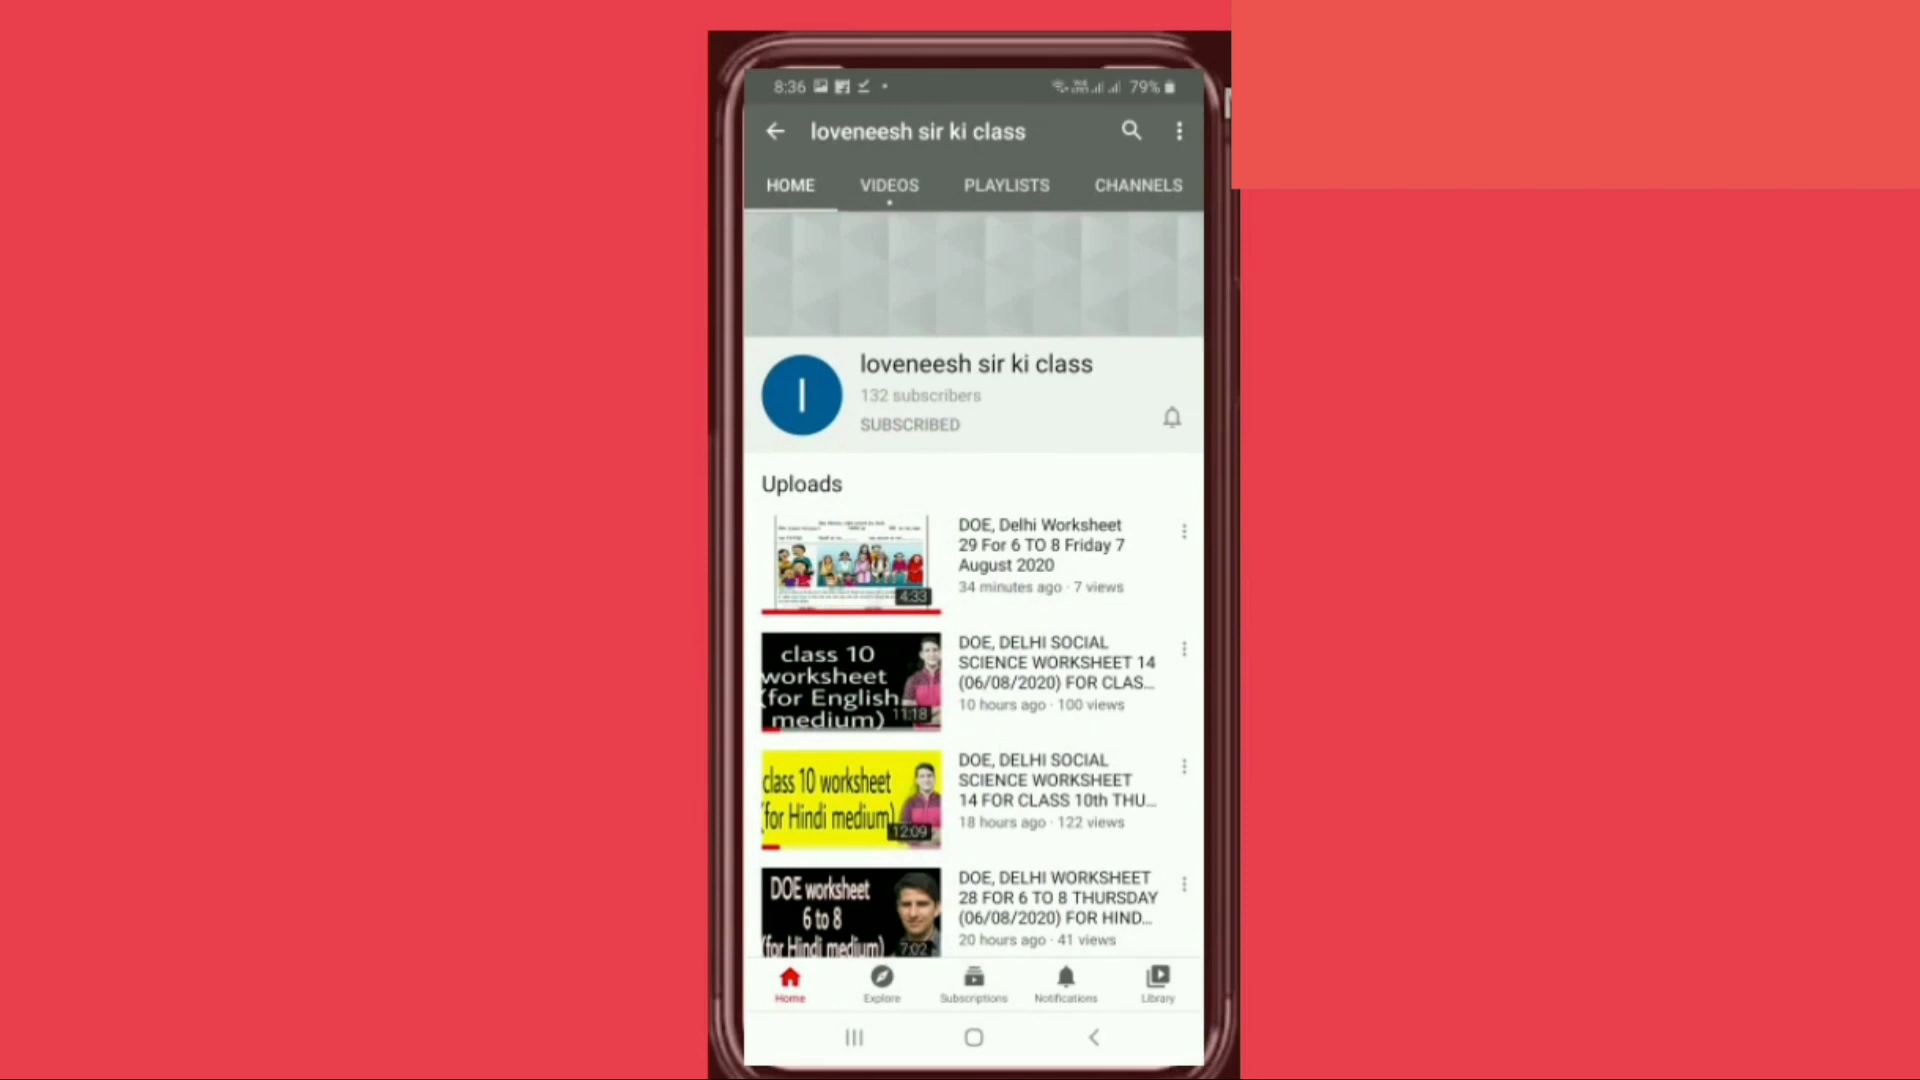 8:36
79%
loveneesh sir ki class
HOME VIDEOS PLAYLISTS CHANNELS
l
loveneesh sir ki class
132 subscribers
SUBSCRIBED
Uploads
4:33
DOE, Delhi Worksheet
29 For 6 TO 8 Friday 7
August 2020
34 minutes ago · 7 views
class 10
worksheet
(for English
medium)
11:18
DOE, DELHI SOCIAL
SCIENCE WORKSHEET 14
(06/08/2020) FOR CLAS...
10 hours ago · 100 views
class 10 worksheet
(for Hindi medium)
12:09
DOE, DELHI SOCIAL
SCIENCE WORKSHEET
14 FOR CLASS 10th THU...
18 hours ago · 122 views
DOE worksheet
6 to 8
(for Hindi medium)
7:02
DOE, DELHI WORKSHEET
28 FOR 6 TO 8 THURSDAY
(06/08/2020) FOR HIND...
20 hours ago · 41 views
Home Explore Subscriptions Notifications Library